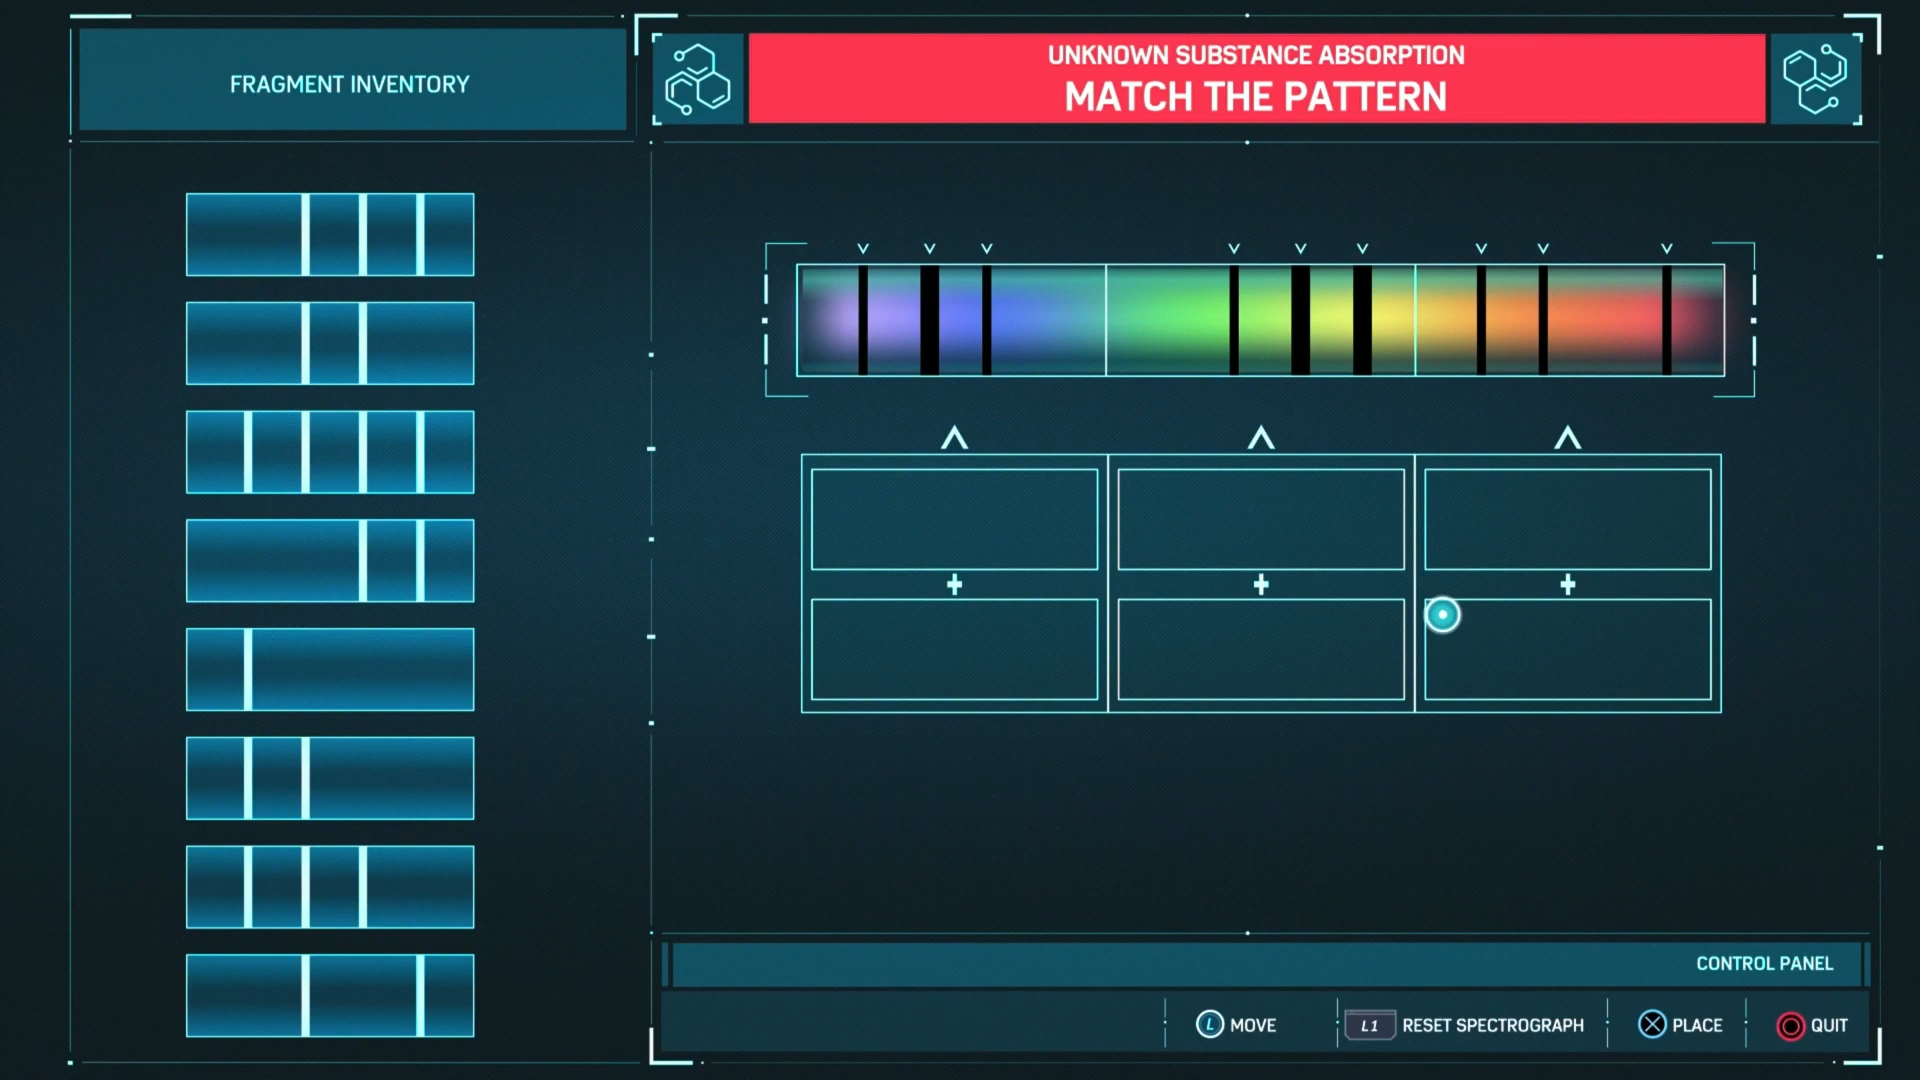 FRAGMENT INVENTORY
UNKNOWN SUBSTANCE ABSORPTION
MATCH THE PATTERN
CONTROL PANEL
L MOVE
L1 RESET SPECTROGRAPH
PLACE
QUIT